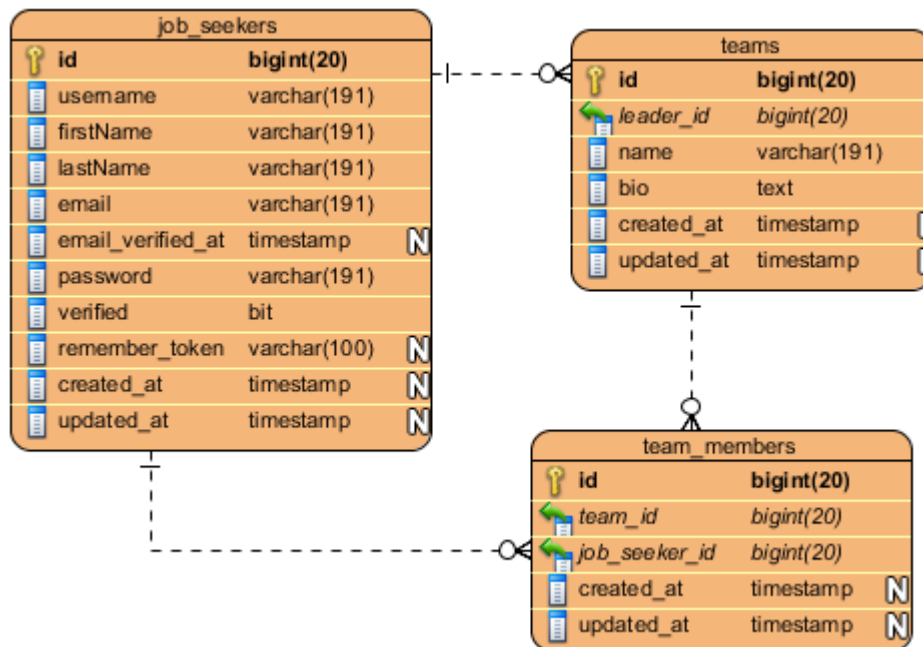 job_seekers
id bigint(20)
username varchar(191)
firstName varchar(191)
lastName varchar(191)
email varchar(191)
email_verified_at timestamp N
password varchar(191)
verified bit
remember_token varchar(100) N
created_at timestamp N
updated_at timestamp N
teams
id bigint(20)
leader_id bigint(20)
name varchar(191)
bio text
created_at timestamp
updated_at timestamp
team_members
id bigint(20)
team_id bigint(20)
job_seeker_id bigint(20)
created_at timestamp N
updated_at timestamp N